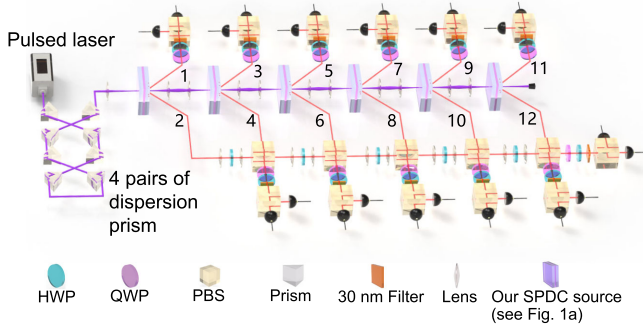 Pulsed laser
1
3
5
7
9
11
2
4
6
8
10
12
4 pairs of
dispersion
prism
HWP
QWP
PBS
Prism
30 nm Filter
Lens
Our SPDC source
(see Fig. 1a)